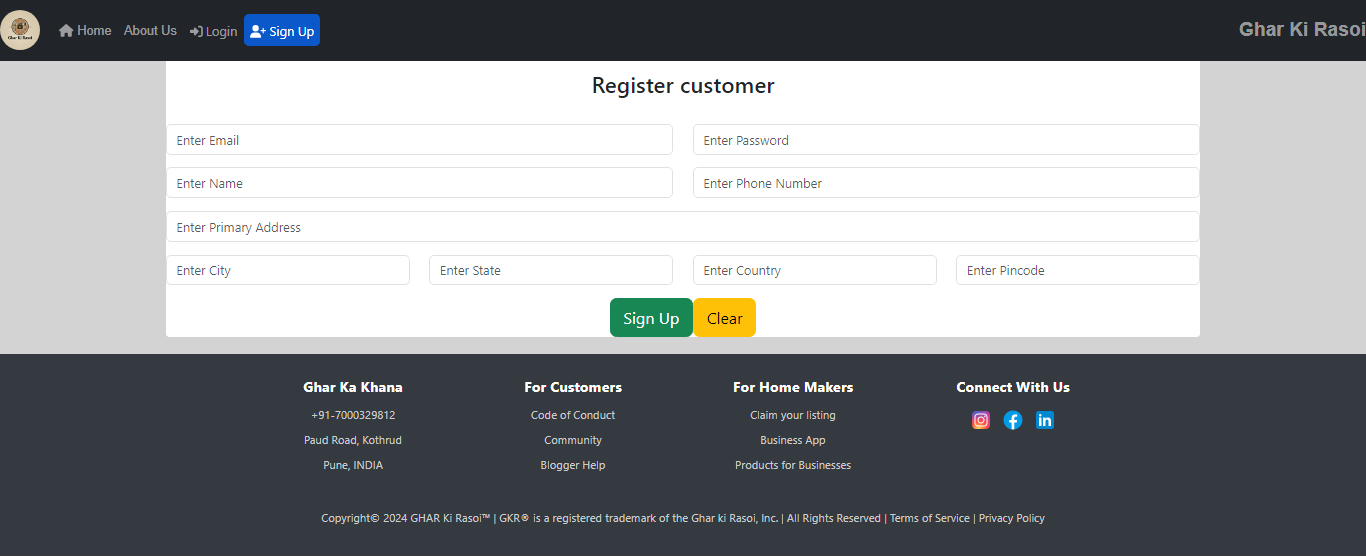 Ghar Ki Rasoi
Home About Us Login Sign Up Ghar Ki Rasoi
Register customer
Enter Email Enter Password
Enter Name Enter Phone Number
Enter Primary Address
Enter City Enter State Enter Country Enter Pincode
Sign Up Clear
Ghar Ka Khana For Customers For Home Makers Connect With Us
+91-7000329812 Code of Conduct Claim your listing
Paud Road, Kothrud Community Business App
Pune, INDIA Blogger Help Products for Businesses
Copyright© 2024 GHAR Ki Rasoi™ | GKR® is a registered trademark of the Ghar ki Rasoi, Inc. | All Rights Reserved | Terms of Service | Privacy Policy